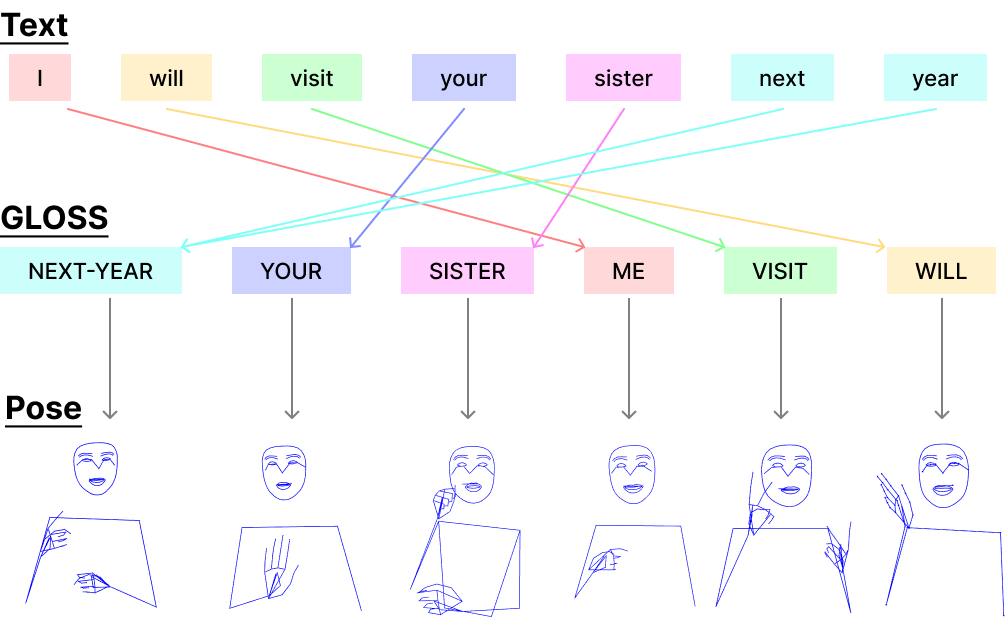 Text
I will visit your sister next year
GLOSS
NEXT-YEAR YOUR SISTER ME VISIT WILL
Pose